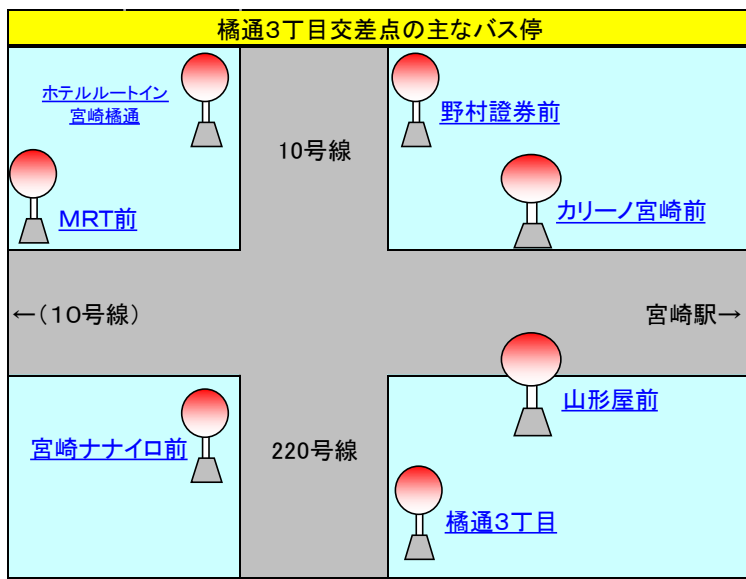 橘通３丁目交差点の主なバス停
ホテルルートイン
宮崎橘通
野村證券前
10号線
MRT前
カリーノ宮崎前
←（１０号線）
宮崎駅→
山形屋前
宮崎ナナイロ前
220号線
橘通３丁目